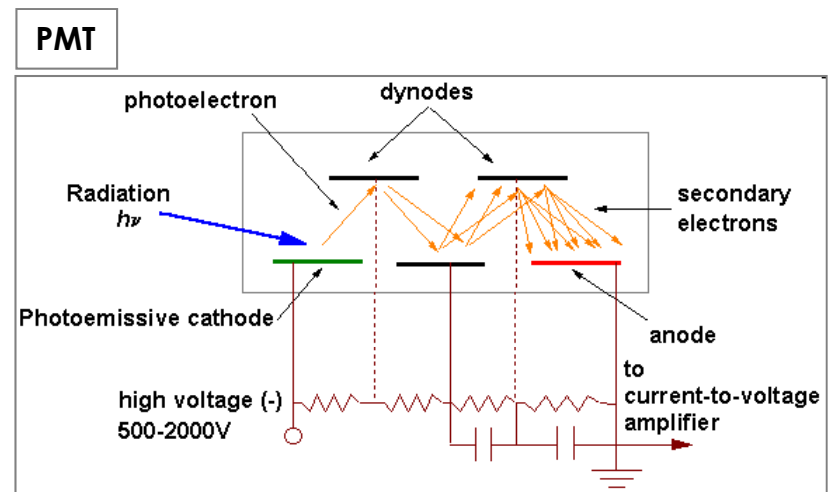 PMT
photoelectron
dynodes
Radiation
hν
secondary
electrons
Photoemissive cathode
anode
to
current-to-voltage
amplifier
high voltage (-)
500-2000V